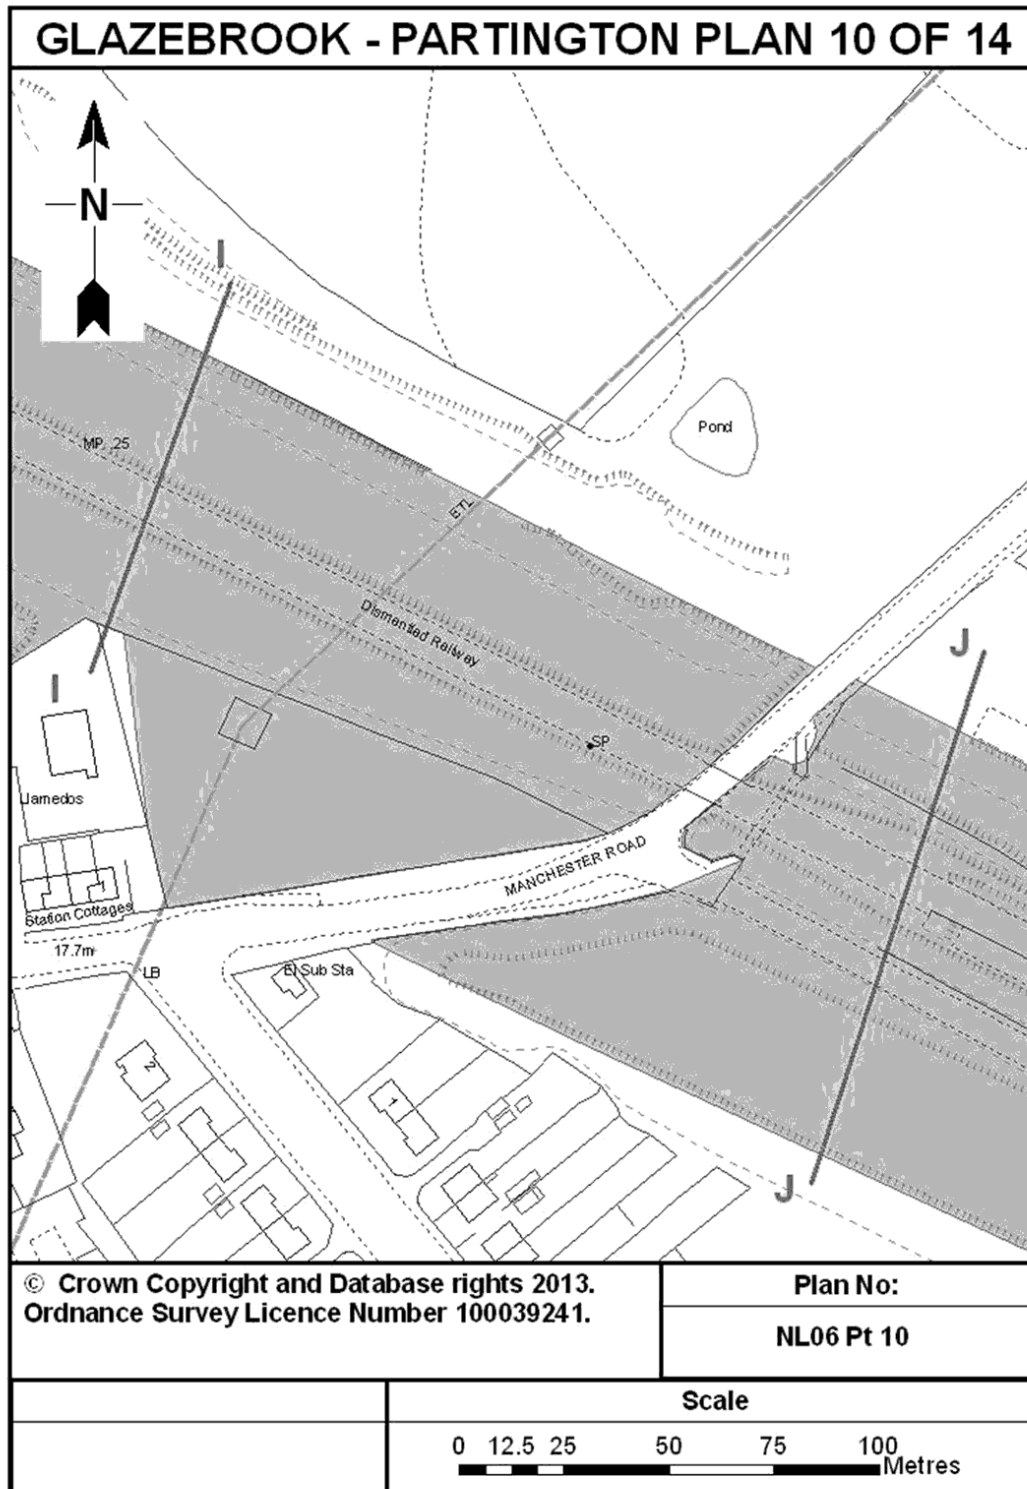 GLAZEBROOK - PARTINGTON PLAN 10 OF 14
N
I
MP .25
Pond
ETL
Dismantled Railway
J
I
SP
Llamedos
MANCHESTER ROAD
1
Station Cottages
17.7m
LB
El Sub Sta
2
1
J
© Crown Copyright and Database rights 2013.
Ordnance Survey Licence Number 100039241.
Plan No:
NL06 Pt 10
Scale
0 12.5 25 50 75 100
Metres